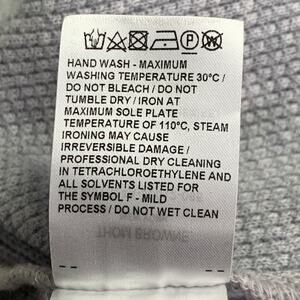 HAND WASH - MAXIMUM
WASHING TEMPERATURE 30°C /
DO NOT BLEACH / DO NOT
TUMBLE DRY / IRON AT
MAXIMUM SOLE PLATE
TEMPERATURE OF 110°C, STEAM
IRONING MAY CAUSE
IRREVERSIBLE DAMAGE /
PROFESSIONAL DRY CLEANING
IN TETRACHLOROETHYLENE AND
ALL SOLVENTS LISTED FOR
THE SYMBOL F - MILD
PROCESS / DO NOT WET CLEAN
THOM BROWNE